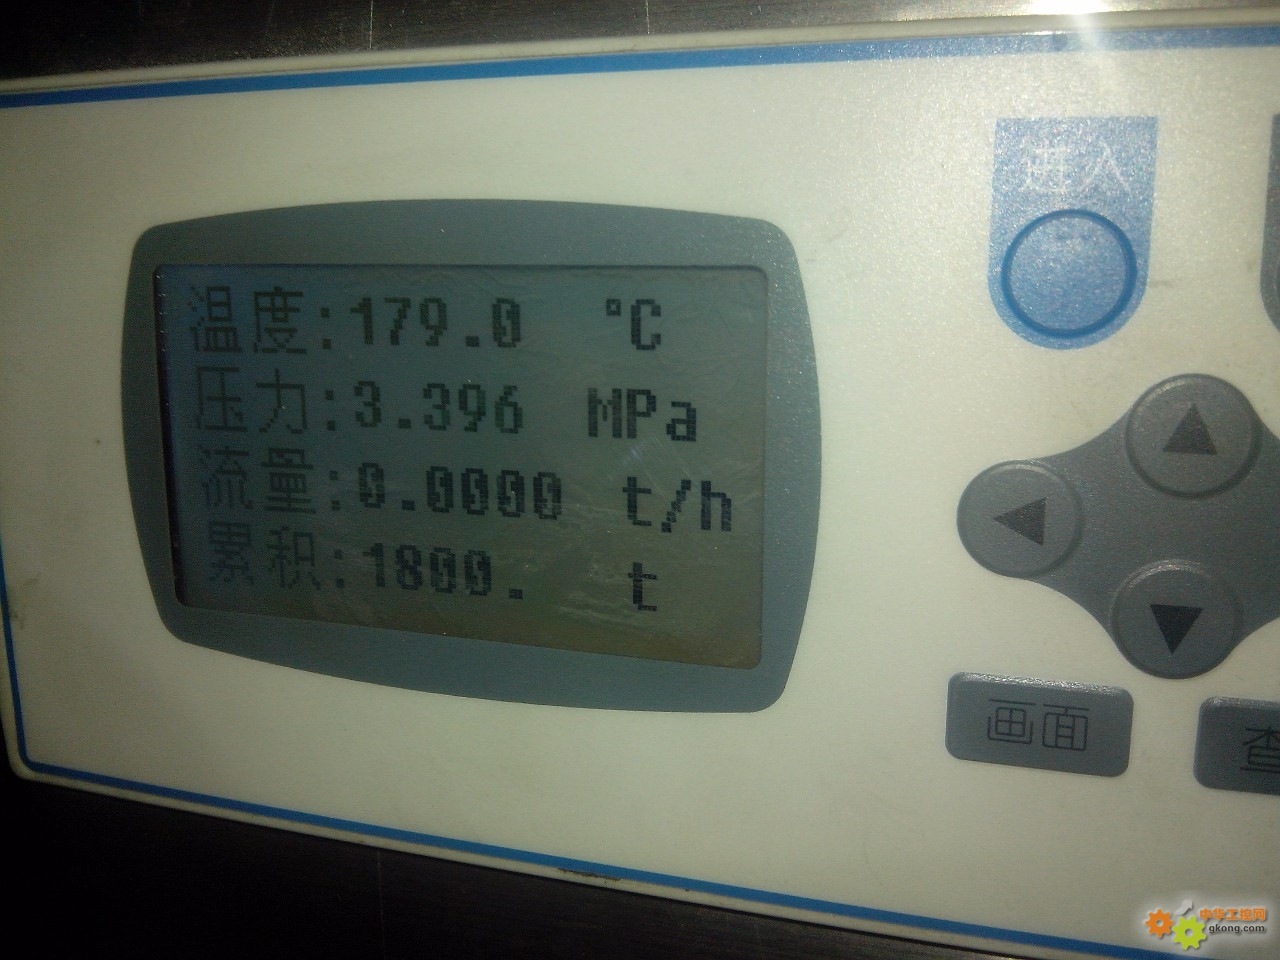 温度:179.0 ℃
压力:3.396 MPa
流量:0.0000 t/h
累积:1800. t
进入
画面
查
中华工控网
gkong.com